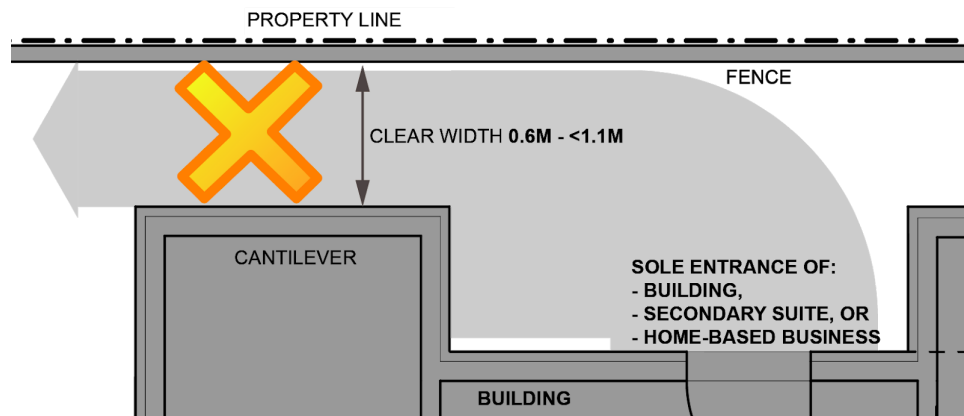 PROPERTY LINE
FENCE
CLEAR WIDTH 0.6M - <1.1M
CANTILEVER
SOLE ENTRANCE OF:
- BUILDING,
- SECONDARY SUITE, OR
- HOME-BASED BUSINESS
BUILDING